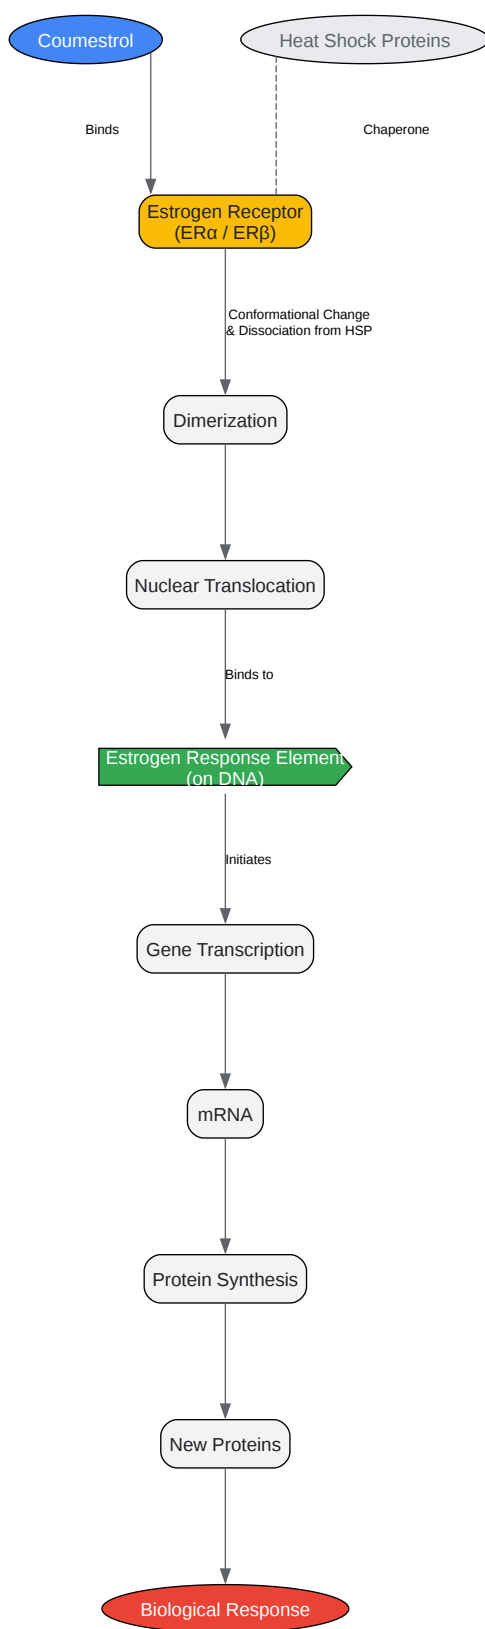 Coumestrol
Heat Shock Proteins
Binds
Chaperone
Estrogen Receptor
(ERα / ERβ)
Conformational Change
& Dissociation from HSP
Dimerization
Nuclear Translocation
Binds to
Estrogen Response Element
(on DNA)
Initiates
Gene Transcription
mRNA
Protein Synthesis
New Proteins
Biological Response